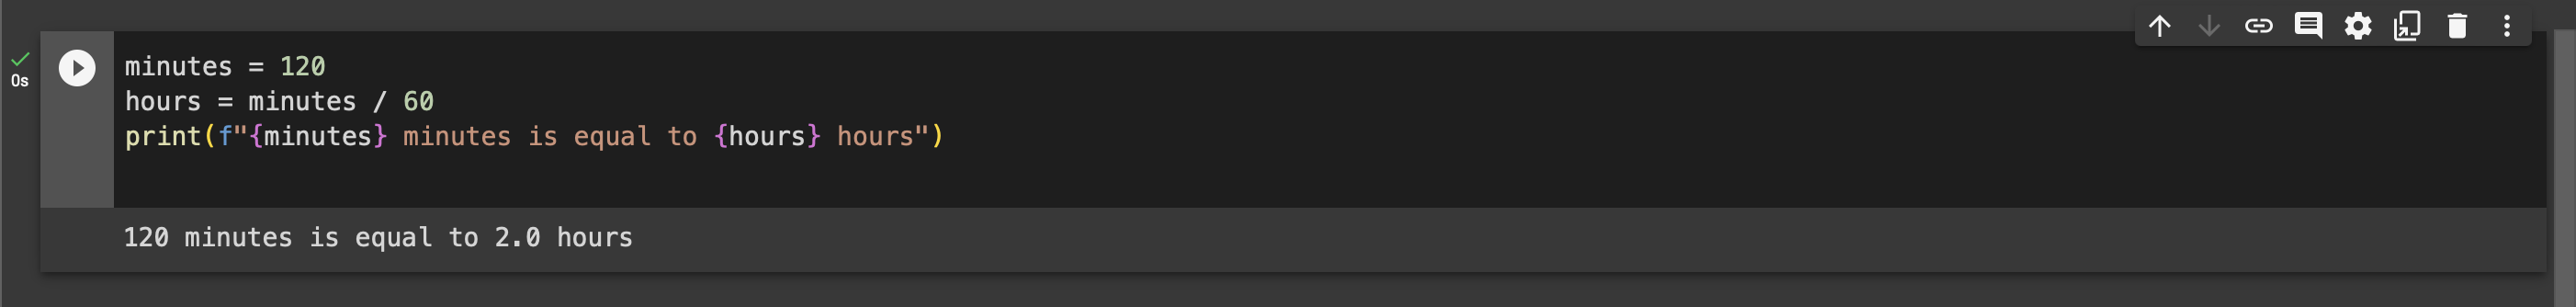 0s
minutes = 120
hours = minutes / 60
print(f"{minutes} minutes is equal to {hours} hours")
120 minutes is equal to 2.0 hours